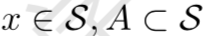 x ∈ 𝒮, A ⊂ 𝒮